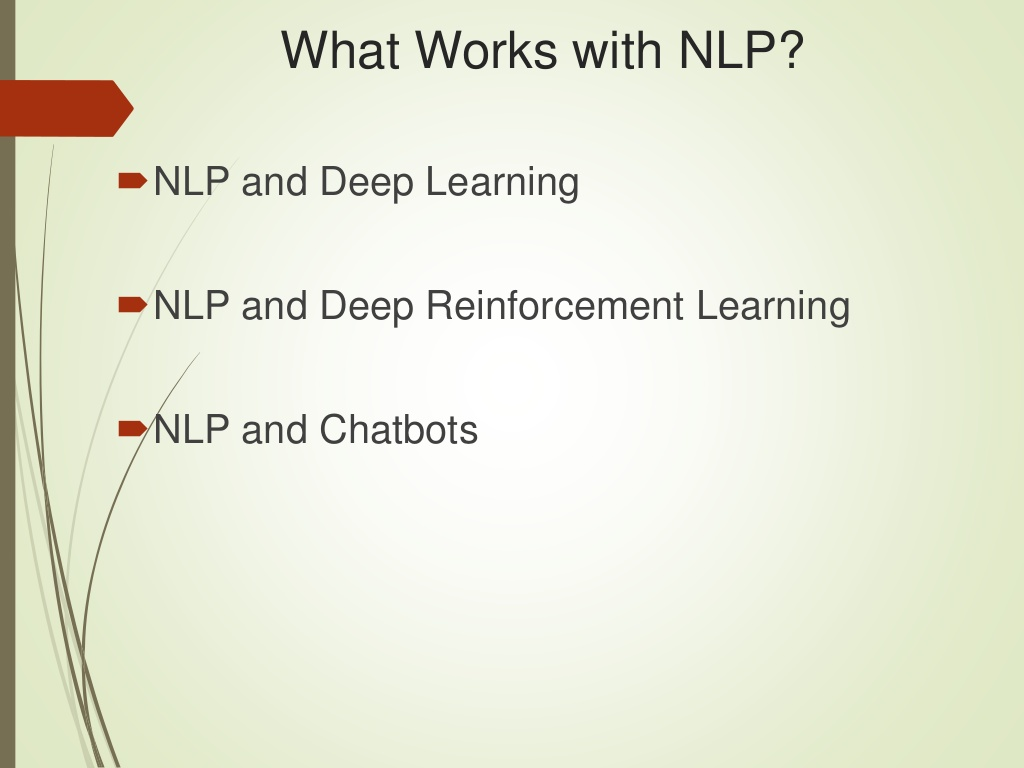 What Works with NLP?
NLP and Deep Learning
NLP and Deep Reinforcement Learning
NLP and Chatbots